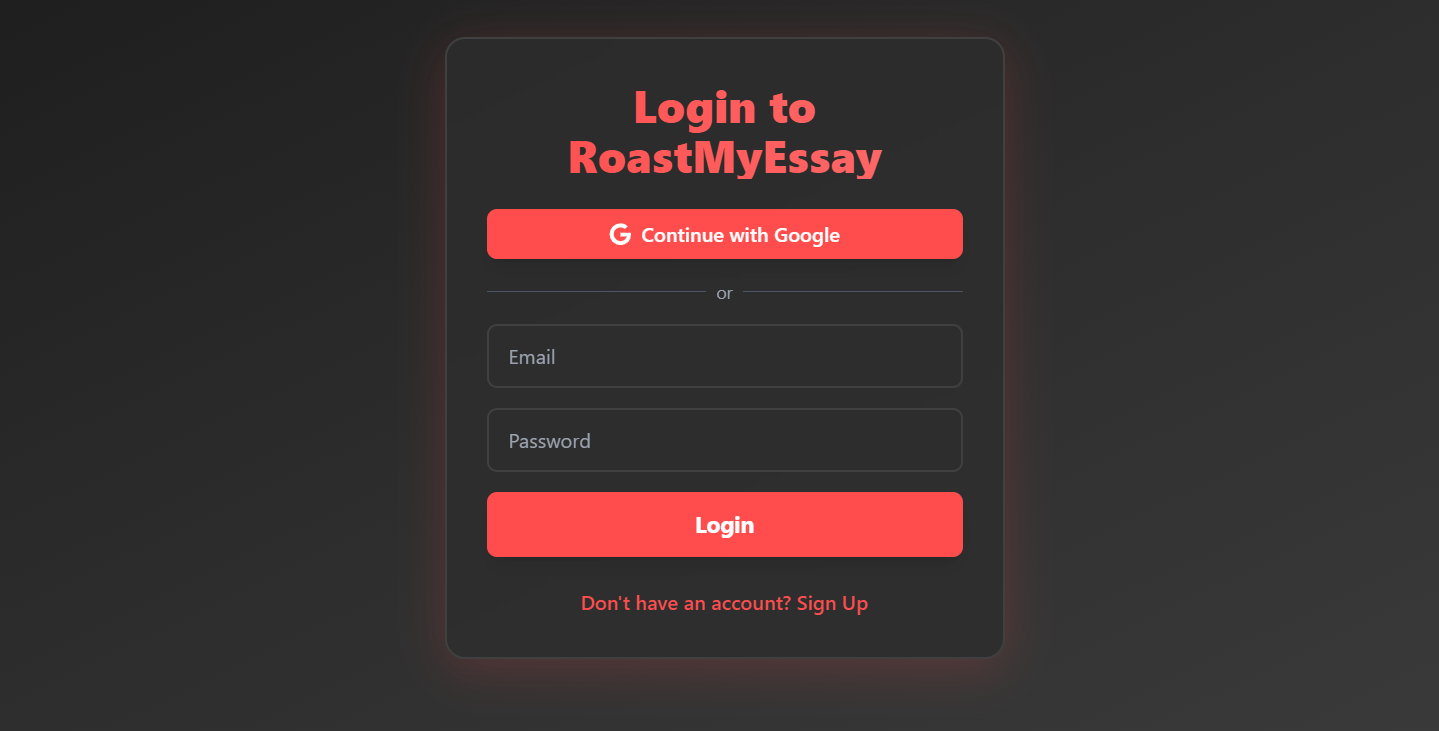 Login to
RoastMyEssay
Continue with Google
or
Email
Password
Login
Don't have an account? Sign Up